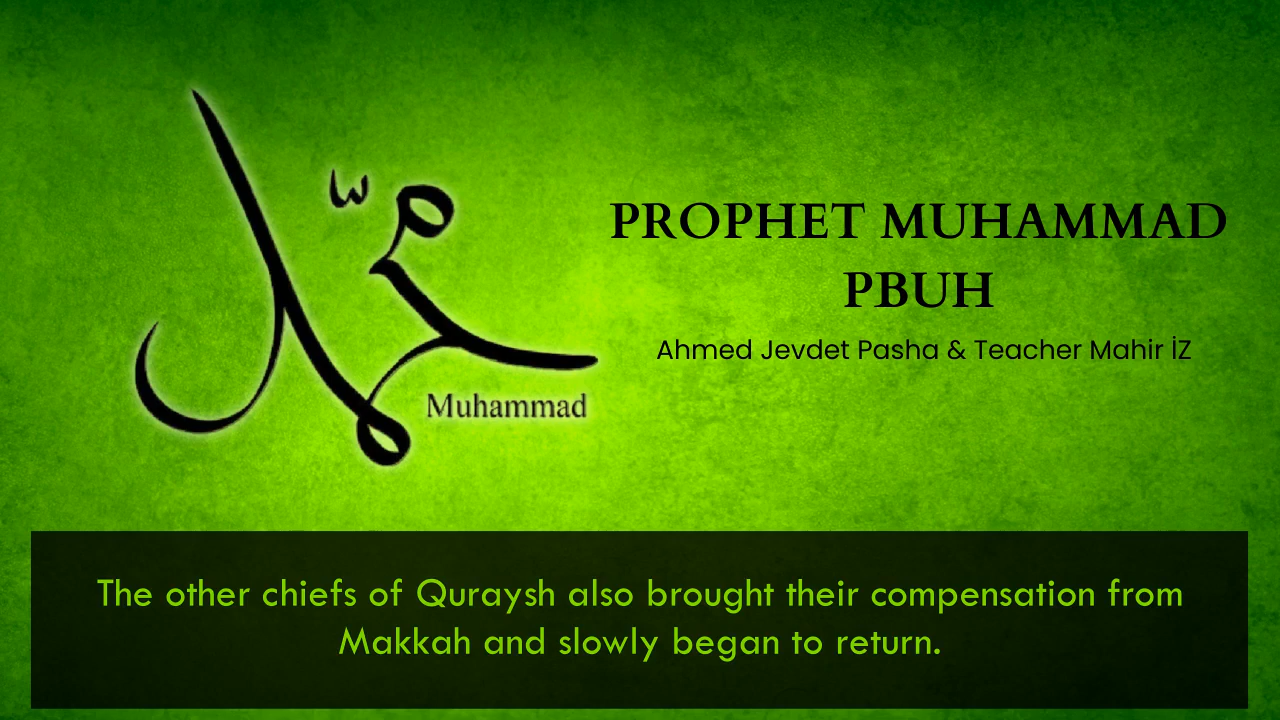 محمد
Muhammad
PROPHET MUHAMMAD
PBUH
Ahmed Jevdet Pasha & Teacher Mahir İZ
The other chiefs of Quraysh also brought their compensation from
Makkah and slowly began to return.